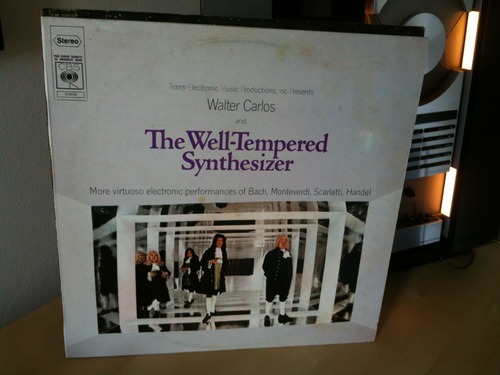 Stereo
CBS
Trans-Electronic Music Productions, Inc. Presents
Walter Carlos
and
The Well-Tempered
Synthesizer
More virtuoso electronic performances of Bach, Monteverdi, Scarlatti, Handel